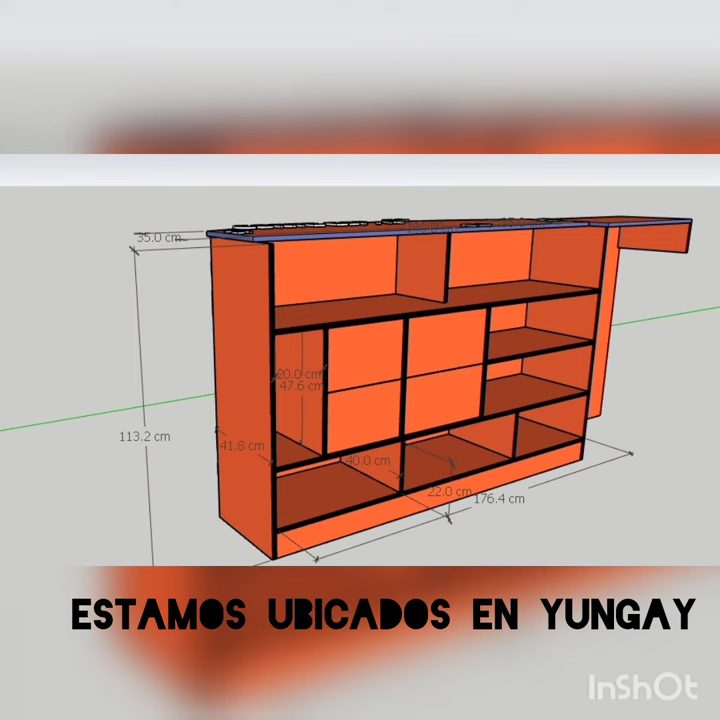 35.0 cm
20.0 cm
47.6 cm
113.2 cm
41.8 cm
40.0 cm
22.0 cm
176.4 cm
ESTAMOS UBICADOS EN YUNGAY
InShOt